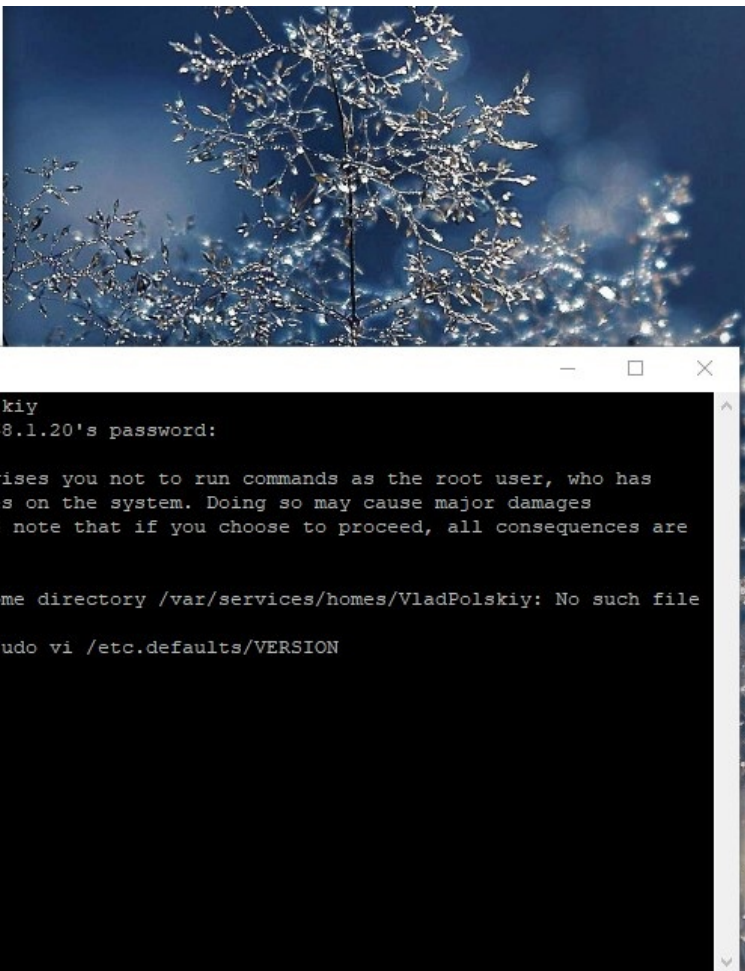 kiy
8.1.20's password:
ises you not to run commands as the root user, who has
s on the system. Doing so may cause major damages
note that if you choose to proceed, all consequences are
me directory /var/services/homes/VladPolskiy: No such file
udo vi /etc.defaults/VERSION